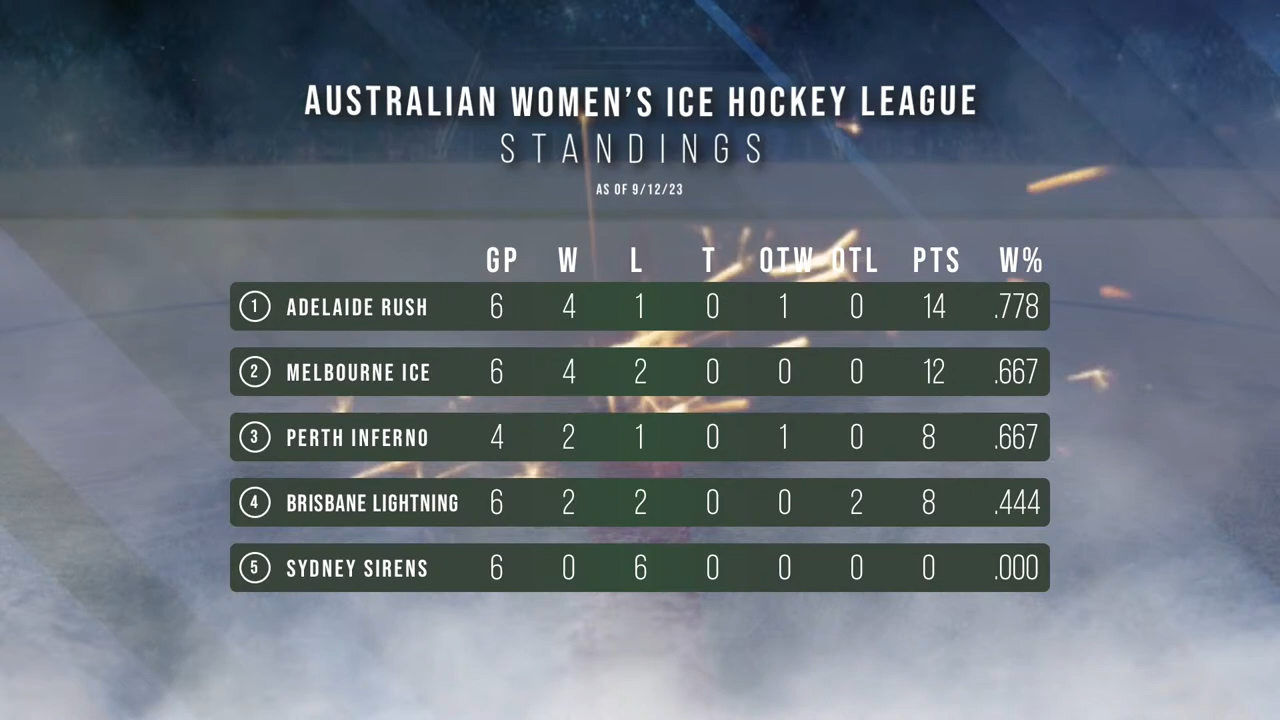 AUSTRALIAN WOMEN’S ICE HOCKEY LEAGUE
STANDINGS
AS OF 9/12/23
GP W L T OTW OTL PTS W%
1 ADELAIDE RUSH 6 4 1 0 1 0 14 .778
2 MELBOURNE ICE 6 4 2 0 0 0 12 .667
3 PERTH INFERNO 4 2 1 0 1 0 8 .667
4 BRISBANE LIGHTNING 6 2 2 0 0 2 8 .444
5 SYDNEY SIRENS 6 0 6 0 0 0 0 .000